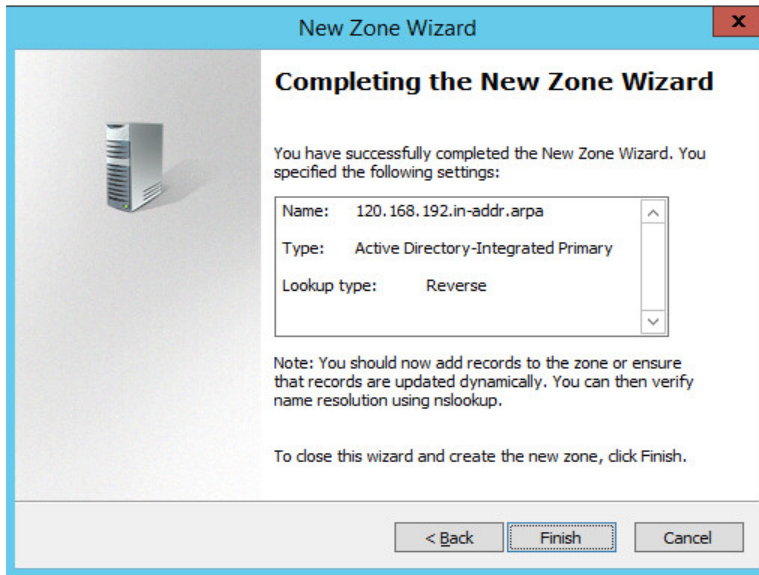 New Zone Wizard
x
Completing the New Zone Wizard
You have successfully completed the New Zone Wizard. You
specified the following settings:
Name: 120.168.192.in-addr.arpa
Type: Active Directory-Integrated Primary
Lookup type: Reverse
Note: You should now add records to the zone or ensure
that records are updated dynamically. You can then verify
name resolution using nslookup.
To close this wizard and create the new zone, click Finish.
< Back Finish Cancel